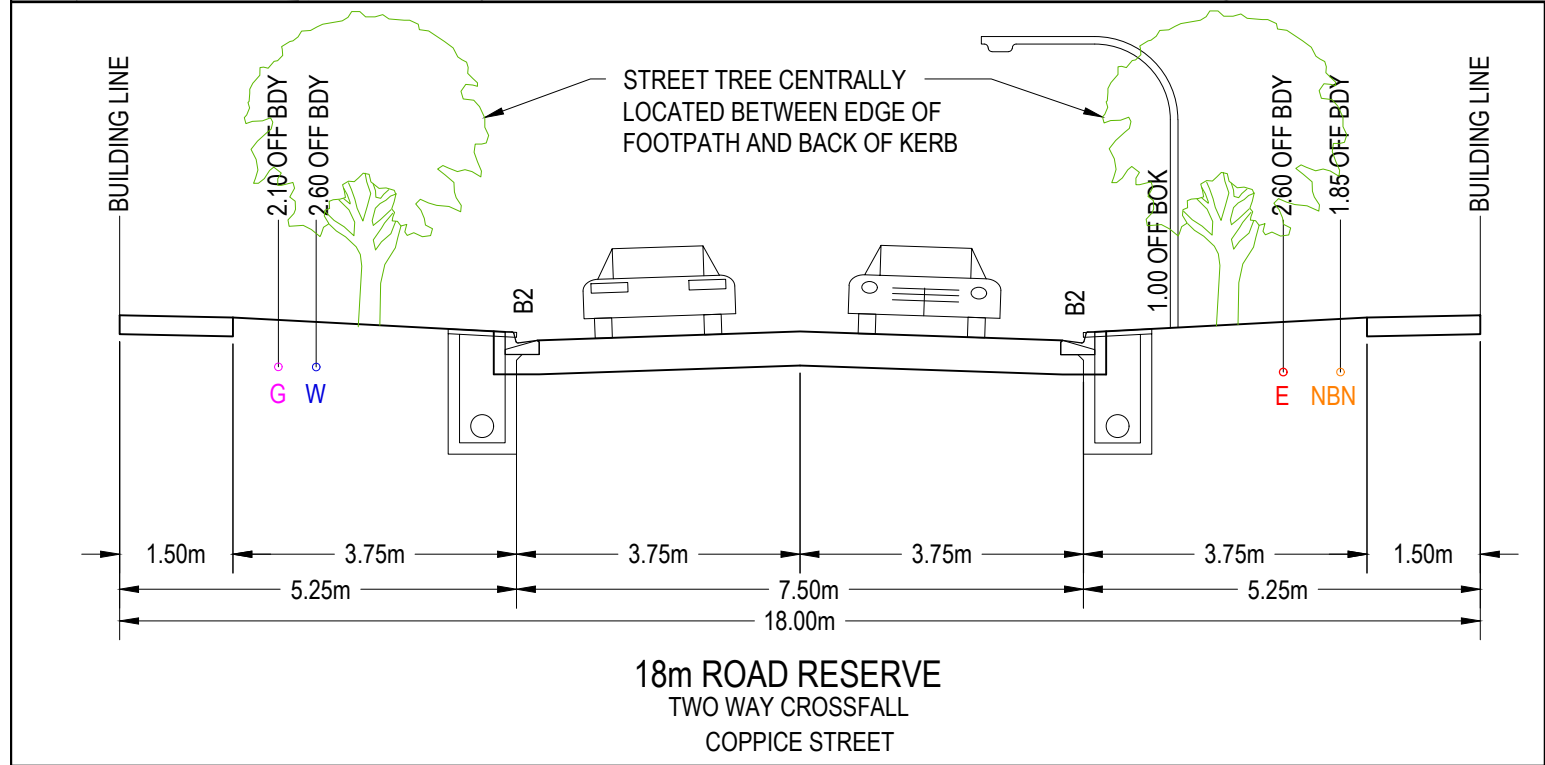 BUILDING LINE
2.10 OFF BDY
2.60 OFF BDY
STREET TREE CENTRALLY
LOCATED BETWEEN EDGE OF
FOOTPATH AND BACK OF KERB
1.00 OFF BOK
2.60 OFF BDY
1.85 OFF BDY
BUILDING LINE
B2
B2
G
W
E
NBN
1.50m
3.75m
3.75m
3.75m
3.75m
1.50m
5.25m
7.50m
5.25m
18.00m
18m ROAD RESERVE
TWO WAY CROSSFALL
COPPICE STREET